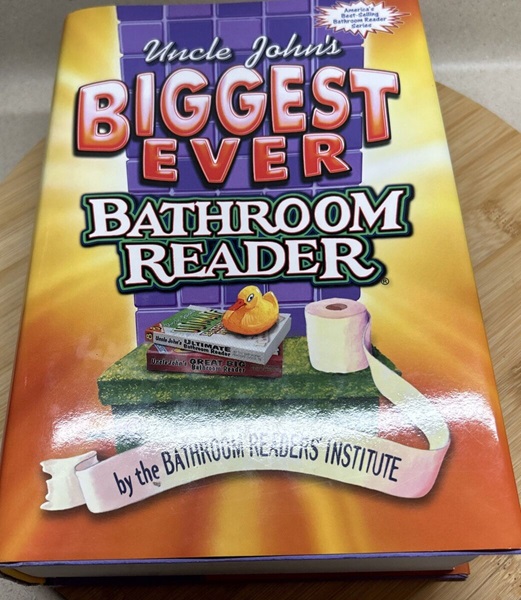 America's
Best-Selling
Bathroom Reader
Series
Uncle John's
BIGGEST
EVER
BATHROOM
READER®
Uncle John's ULTIMATE
Bathroom Reader
Uncle John's GREAT BIG
Bathroom Reader
by the BATHROOM READERS' INSTITUTE